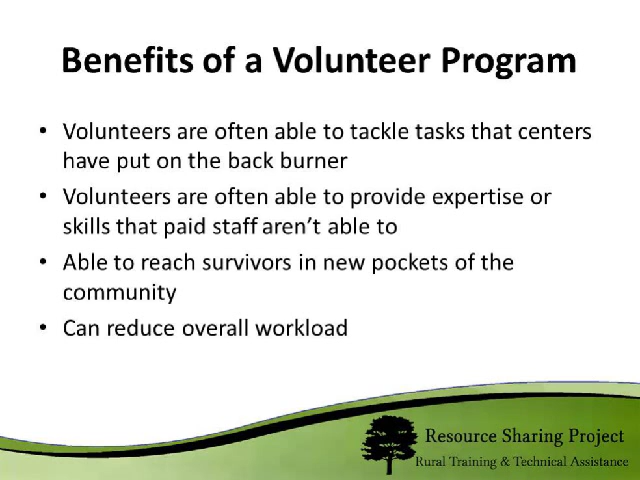 Benefits of a Volunteer Program
• Volunteers are often able to tackle tasks that centers
have put on the back burner
• Volunteers are often able to provide expertise or
skills that paid staff aren't able to
• Able to reach survivors in new pockets of the
community
• Can reduce overall workload
Resource Sharing Project
Rural Training & Technical Assistance